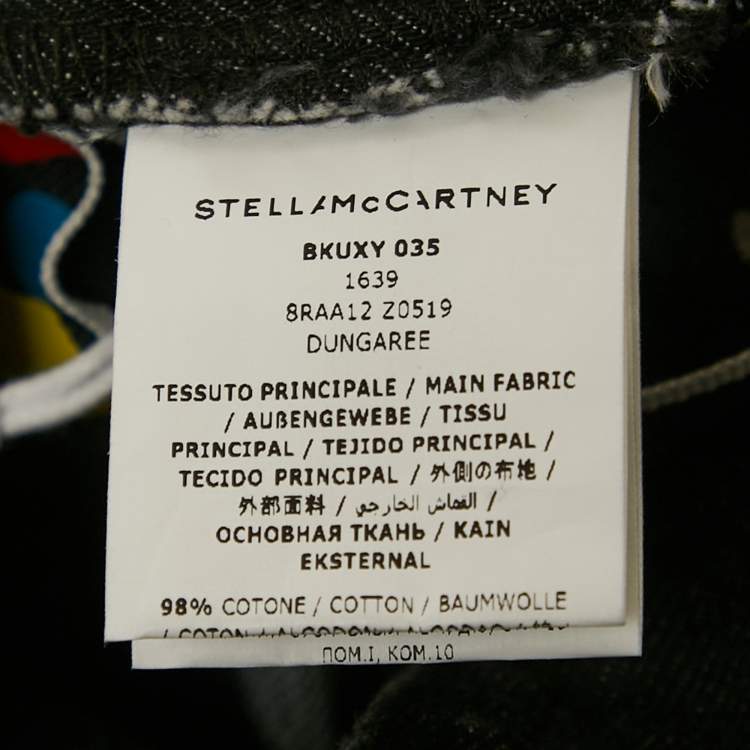 STELLA McCARTNEY
BKUXY 035
1639
8RAA12 Z0519
DUNGAREE
TESSUTO PRINCIPALE / MAIN FABRIC
/ AUßENGEWEBE / TISSU
PRINCIPAL / TEJIDO PRINCIPAL /
TECIDO PRINCIPAL / 外側の布地 /
外部面料 / القماش الخارجي /
ОСНОВНАЯ ТКАНЬ / KAIN
EKSTERNAL
98% COTONE / COTTON / BAUMWOLLE
ПОМ.I, КОМ.10